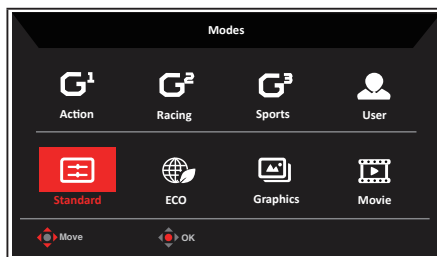 Modes
G¹ G² G³
Action Racing Sports User
Standard ECO Graphics Movie
Move OK